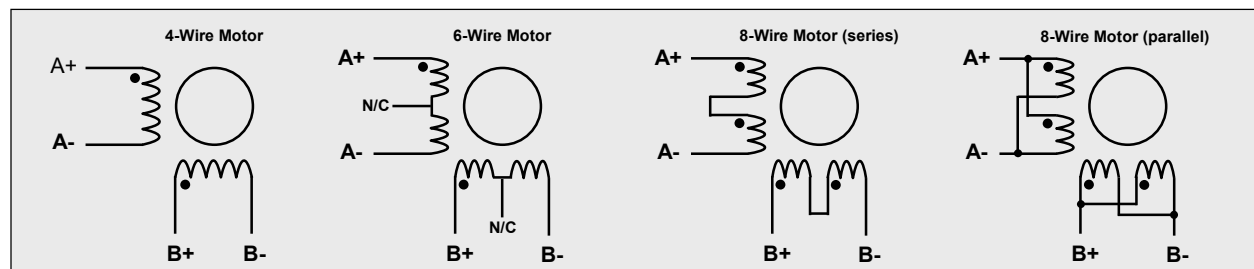 4-Wire Motor
A+
A-
B+ B-
6-Wire Motor
A+
N/C
A-
N/C
B+ B-
8-Wire Motor (series)
A+
A-
B+ B-
8-Wire Motor (parallel)
A+
A-
B+ B-